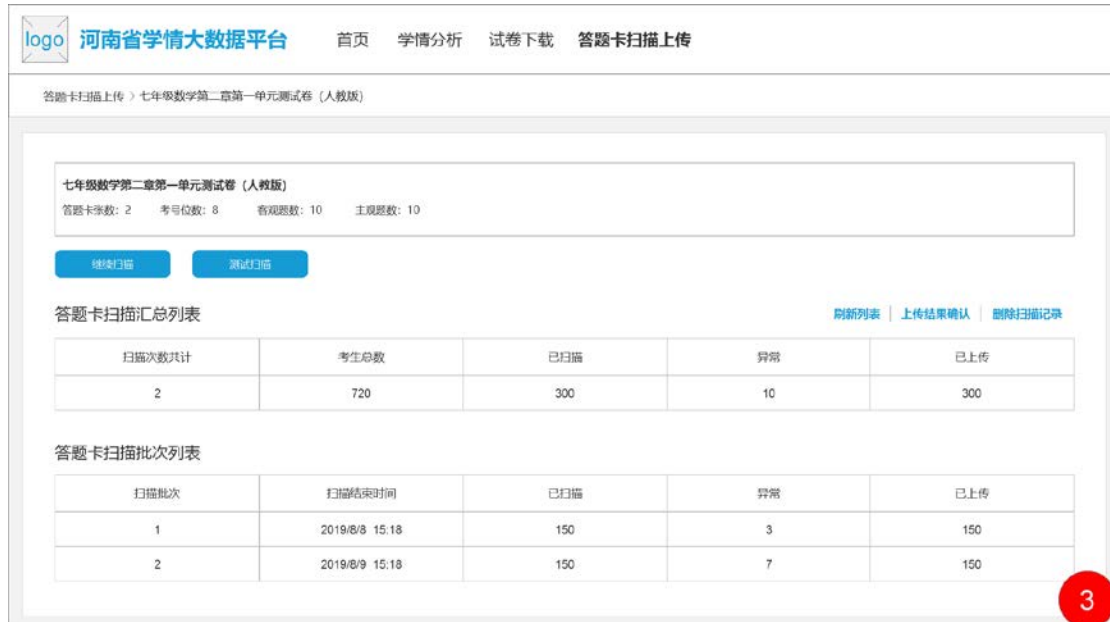 logo 河南省学情大数据平台 首页 学情分析 试卷下载 答题卡扫描上传
答题卡扫描上传 > 七年级数学第二章第一单元测试卷（人教版）
七年级数学第二章第一单元测试卷（人教版）
答题卡张数：2 考号位数：8 客观题数：10 主观题数：10
继续扫描 测试扫描
答题卡扫描汇总列表 刷新列表 上传结果确认 删除扫描记录
扫描次数共计 考生总数 已扫描 异常 已上传
2 720 300 10 300
答题卡扫描批次列表
扫描批次 扫描结束时间 已扫描 异常 已上传
1 2019/8/8 15:18 150 3 150
2 2019/8/9 15:18 150 7 150
3